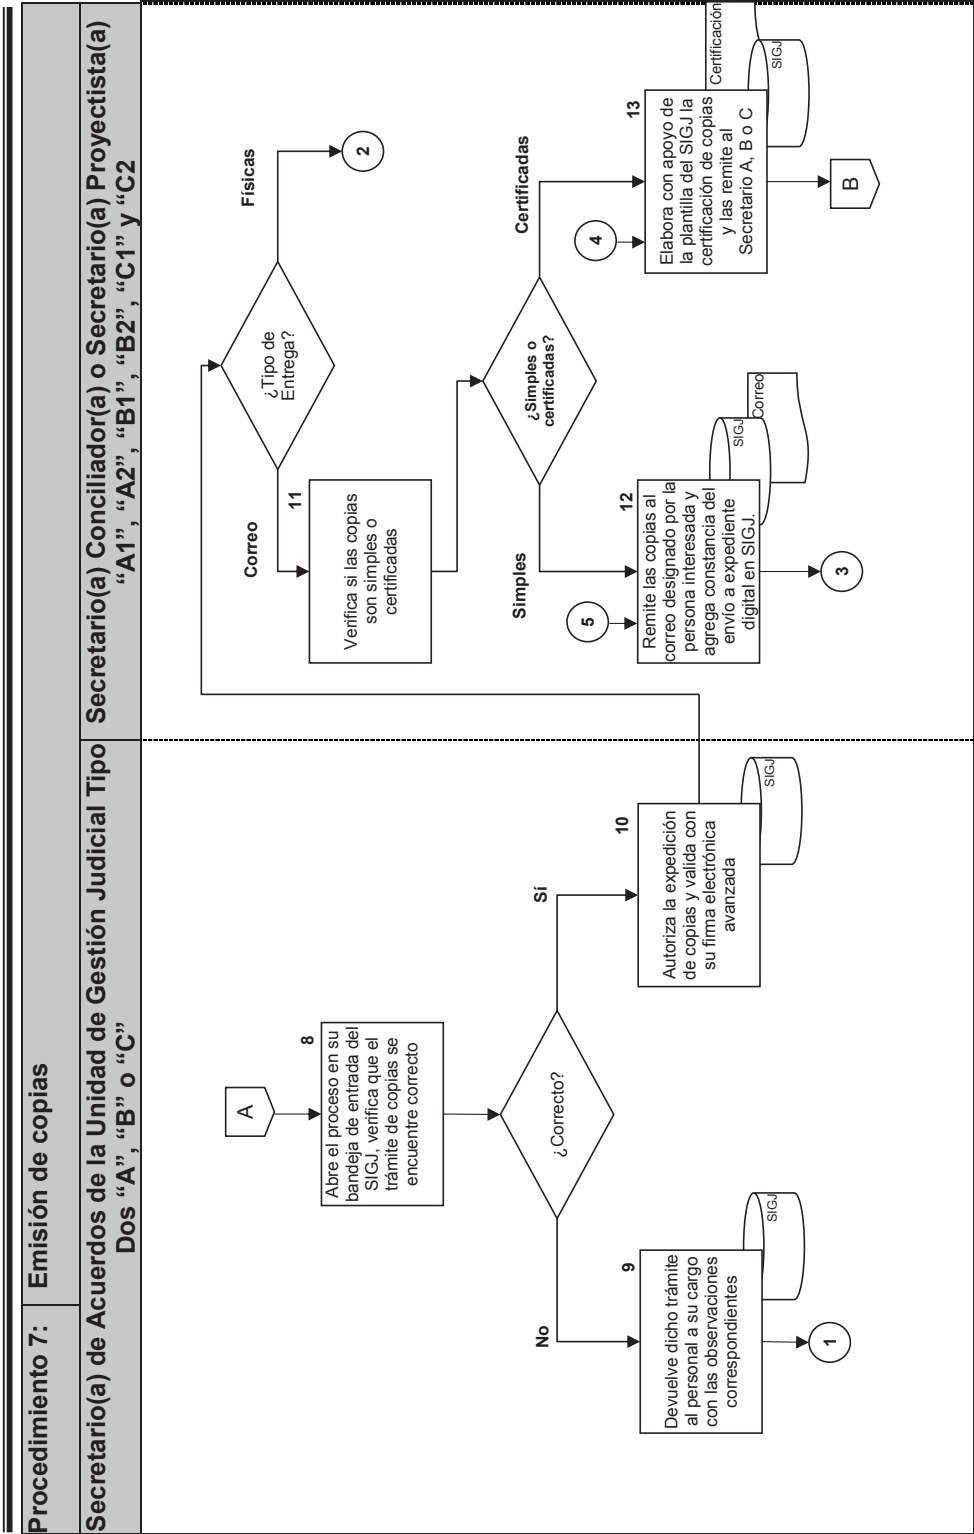 Procedimiento 7:
Emisión de copias
Secretario(a) de Acuerdos de la Unidad de Gestión Judicial Tipo
Dos “A”, “B” o “C”
Secretario(a) Conciliador(a) o Secretario(a) Proyectista(a)
“A1”, “A2”, “B1”, “B2”, “C1” y “C2
A
8
Abre el proceso en su
bandeja de entrada del
SIGJ, verifica que el
trámite de copias se
encuentre correcto
¿Correcto?
No
Sí
9
Devuelve dicho trámite
al personal a su cargo
con las observaciones
correspondientes
SIGJ
1
10
Autoriza la expedición
de copias y valida con
su firma electrónica
avanzada
SIGJ
¿Tipo de
Entrega?
Correo
Físicas
2
11
Verifica si las copias
son simples o
certificadas
¿Simples o
certificadas?
Simples
Certificadas
5
12
Remite las copias al
correo designado por la
persona interesada y
agrega constancia del
envío a expediente
digital en SIGJ.
SIGJ
Correo
3
4
13
Elabora con apoyo de
la plantilla del SIGJ la
certificación de copias
y las remite al
Secretario A, B o C
Certificación
SIGJ
B